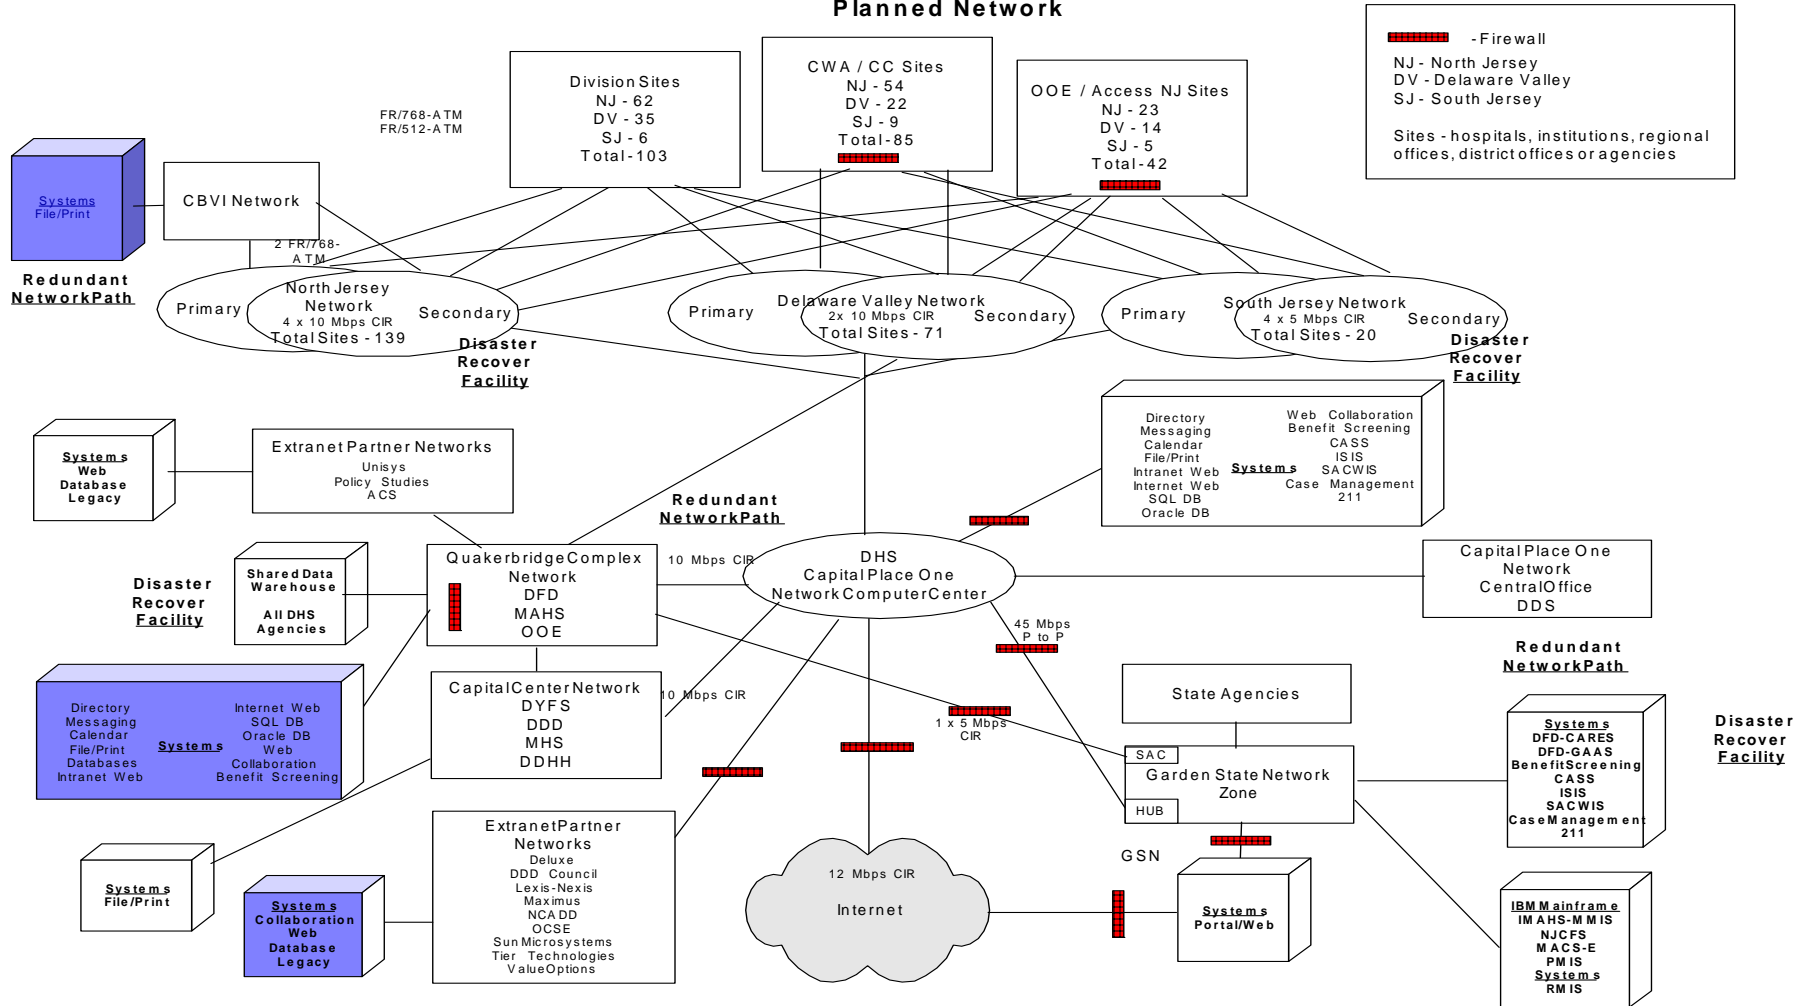 Planned Network
-Firewall
NJ - North Jersey
DV - Delaware Valley
SJ - South Jersey
Sites - hospitals, institutions, regional
offices, district offices or agencies
Division Sites
NJ - 62
DV - 35
SJ - 6
Total-103
CWA / CC Sites
NJ - 54
DV - 22
SJ - 9
Total-85
OOE / Access NJ Sites
NJ - 23
DV - 14
SJ - 5
Total-42
FR/768-ATM
FR/512-ATM
Systems
File/Print
CBVI Network
2 FR/768-
ATM
Redundant
NetworkPath
Primary
North Jersey
Network
4 x 10 Mbps CIR
Total Sites - 139
Secondary
Disaster
Recover
Facility
Primary
Delaware Valley Network
2x 10 Mbps CIR
Total Sites - 71
Secondary
Primary
South Jersey Network
4 x 5 Mbps CIR
Total Sites - 20
Secondary
Disaster
Recover
Facility
Systems
Web
Database
Legacy
Extranet Partner Networks
Unisys
Policy Studies
ACS
Redundant
NetworkPath
Directory
Messaging
Calendar
File/Print
Intranet Web
Internet Web
SQL DB
Oracle DB
Systems
Web Collaboration
Benefit Screening
CASS
ISIS
SACWIS
Case Management
211
Disaster
Recover
Facility
Shared Data
Warehouse
All DHS
Agencies
Quakerbridge Complex
Network
DFD
MAHS
OOE
10 Mbps CIR
DHS
Capital Place One
Network Computer Center
Capital Place One
Network
Central Office
DDS
45 Mbps
P to P
Redundant
NetworkPath
Directory
Messaging
Calendar
File/Print
Databases
Intranet Web
Systems
Internet Web
SQL DB
Oracle DB
Web
Collaboration
Benefit Screening
Capital Center Network
DYFS
DDD
MHS
DDHH
10 Mbps CIR
1 x 5 Mbps
CIR
State Agencies
SAC
Garden State Network
Zone
HUB
Systems
DFD-CARES
DFD-GAAS
BenefitScreening
CASS
ISIS
SACWIS
CaseManagement
211
Disaster
Recover
Facility
Systems
File/Print
Systems
Collaboration
Web
Database
Legacy
Extranet Partner
Networks
Deluxe
DDD Council
Lexis-Nexis
Maximus
NCADD
OCSE
Sun Microsystems
Tier Technologies
ValueOptions
12 Mbps CIR
Internet
GSN
Systems
Portal/Web
IBM Mainframe
IMAHS-MMIS
NJCFS
MACS-E
PMIS
Systems
RMIS